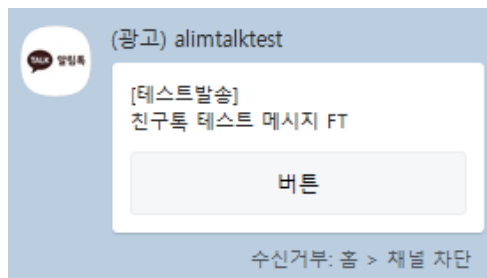 (광고) alimtalktest
TALK 알림톡
[테스트발송]
친구톡 테스트 메시지 FT
버튼
수신거부: 홈 > 채널 차단